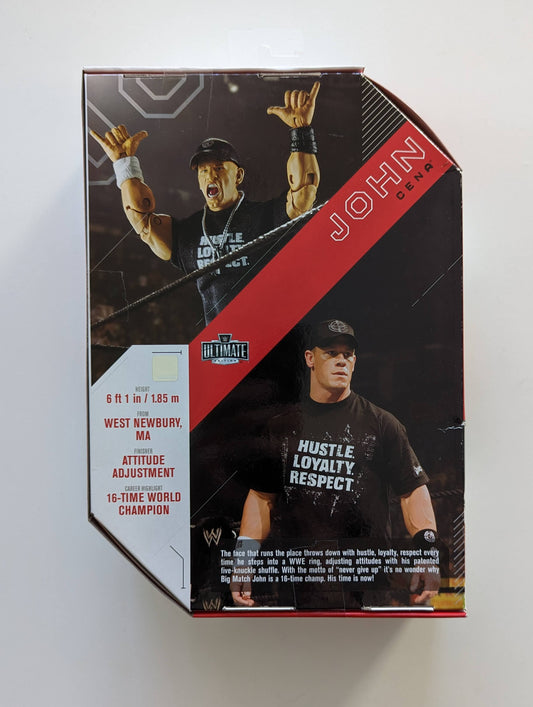 JOHN
CENA
HUSTLE.
LOYALTY.
RESPECT.
ULTIMATE
EDITION
HEIGHT
6 ft 1 in / 1.85 m
FROM
WEST NEWBURY,
MA
FINISHER
ATTITUDE
ADJUSTMENT
CAREER HIGHLIGHT
16-TIME WORLD
CHAMPION
HUSTLE.
LOYALTY.
RESPECT.
The face that runs the place throws down with hustle, loyalty, respect every
time he steps into a WWE ring, adjusting attitudes with his patented
five-knuckle shuffle. With the motto of "never give up" it's no wonder why
Big Match John is a 16-time champ. His time is now!